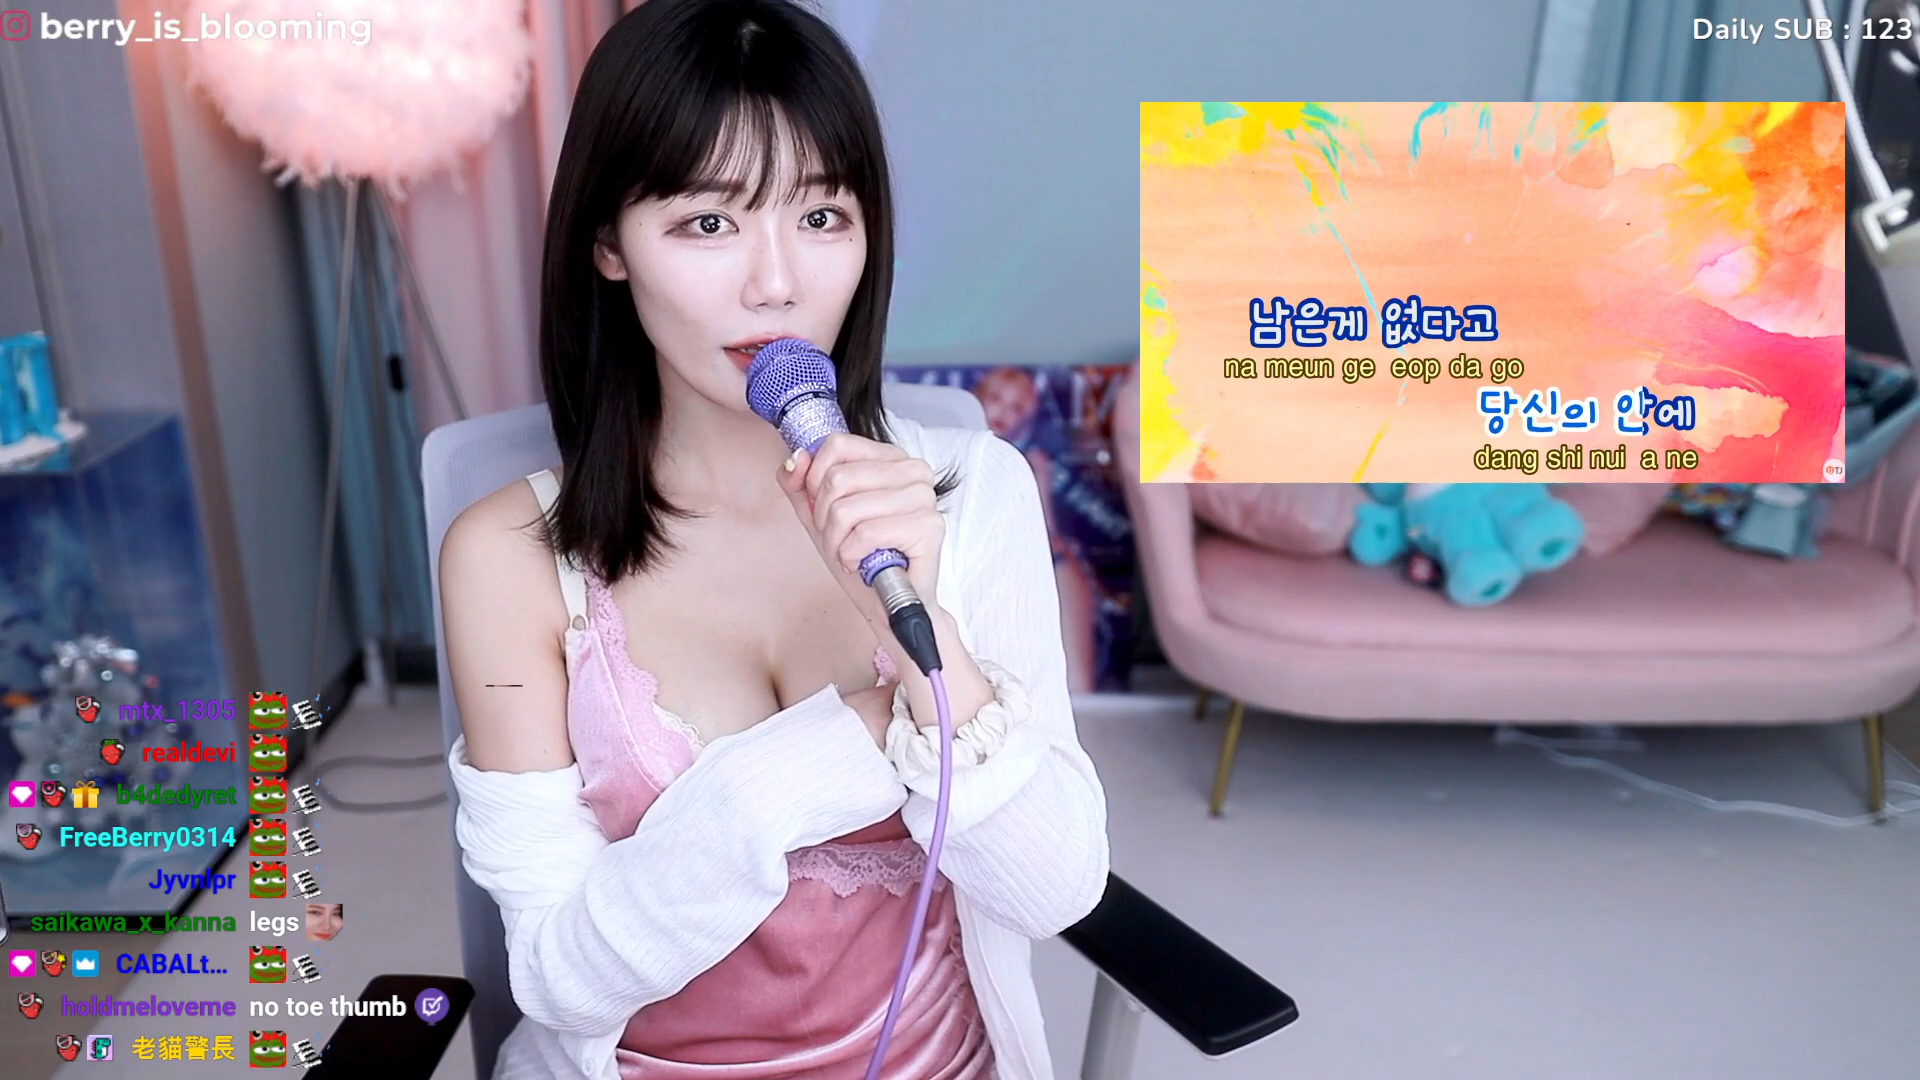 berry_is_blooming
Daily SUB : 123
남은게 없다고
na meun ge eop da go
당신의 안에
dang shi nui a ne
TJ
mtx_1305
realdevi
b4dedyret
FreeBerry0314
Jyvnlpr
saikawa_x_kanna legs
CABALt...
holdmeloveme no toe thumb
老貓警長